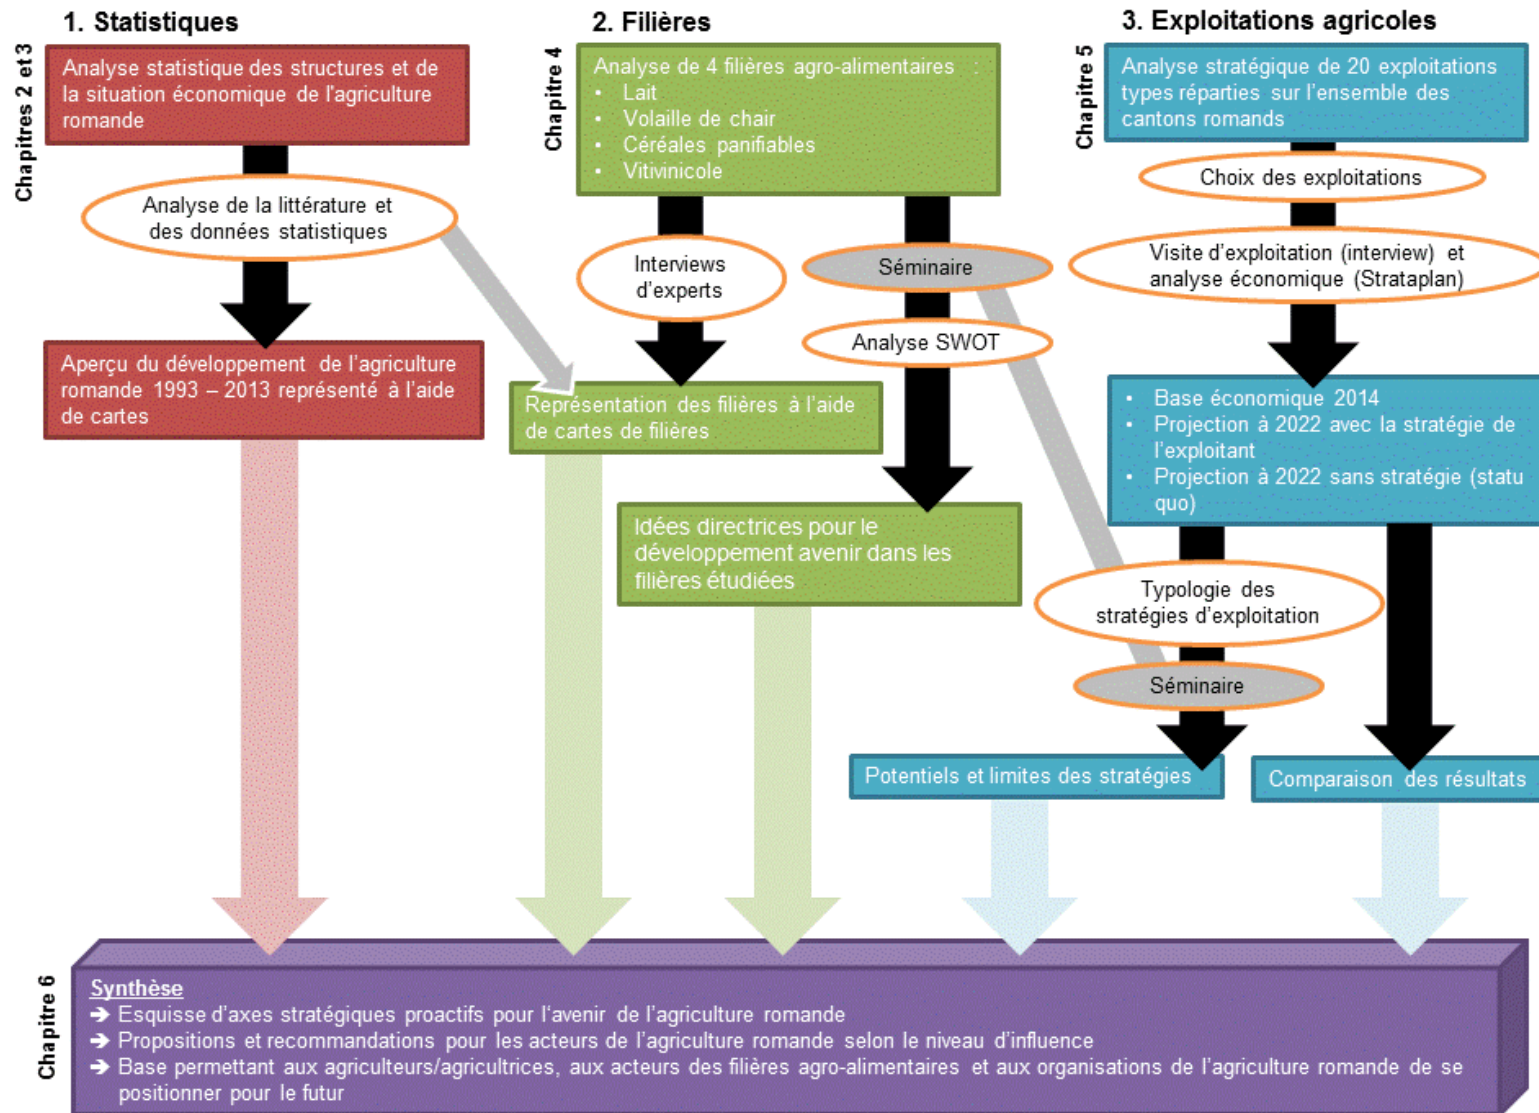 1. Statistiques
Chapitres 2 et 3
Analyse statistique des structures et de
la situation économique de l'agriculture
romande
Analyse de la littérature et
des données statistiques
Aperçu du développement de l'agriculture
romande 1993 – 2013 représenté à l'aide
de cartes
2. Filières
Chapitre 4
Analyse de 4 filières agro-alimentaires :
• Lait
• Volaille de chair
• Céréales panifiables
• Vitivinicole
Interviews
d'experts
Séminaire
Analyse SWOT
Représentation des filières à l'aide
de cartes de filières
Idées directrices pour le
développement avenir dans les
filières étudiées
3. Exploitations agricoles
Chapitre 5
Analyse stratégique de 20 exploitations
types réparties sur l'ensemble des
cantons romands
Choix des exploitations
Visite d'exploitation (interview) et
analyse économique (Strataplan)
• Base économique 2014
• Projection à 2022 avec la stratégie de
l'exploitant
• Projection à 2022 sans stratégie (statu
quo)
Typologie des
stratégies d'exploitation
Séminaire
Potentiels et limites des stratégies
Comparaison des résultats
Chapitre 6
Synthèse
➔ Esquisse d'axes stratégiques proactifs pour l'avenir de l'agriculture romande
➔ Propositions et recommandations pour les acteurs de l'agriculture romande selon le niveau d'influence
➔ Base permettant aux agriculteurs/agricultrices, aux acteurs des filières agro-alimentaires et aux organisations de l'agriculture romande de se
positionner pour le futur